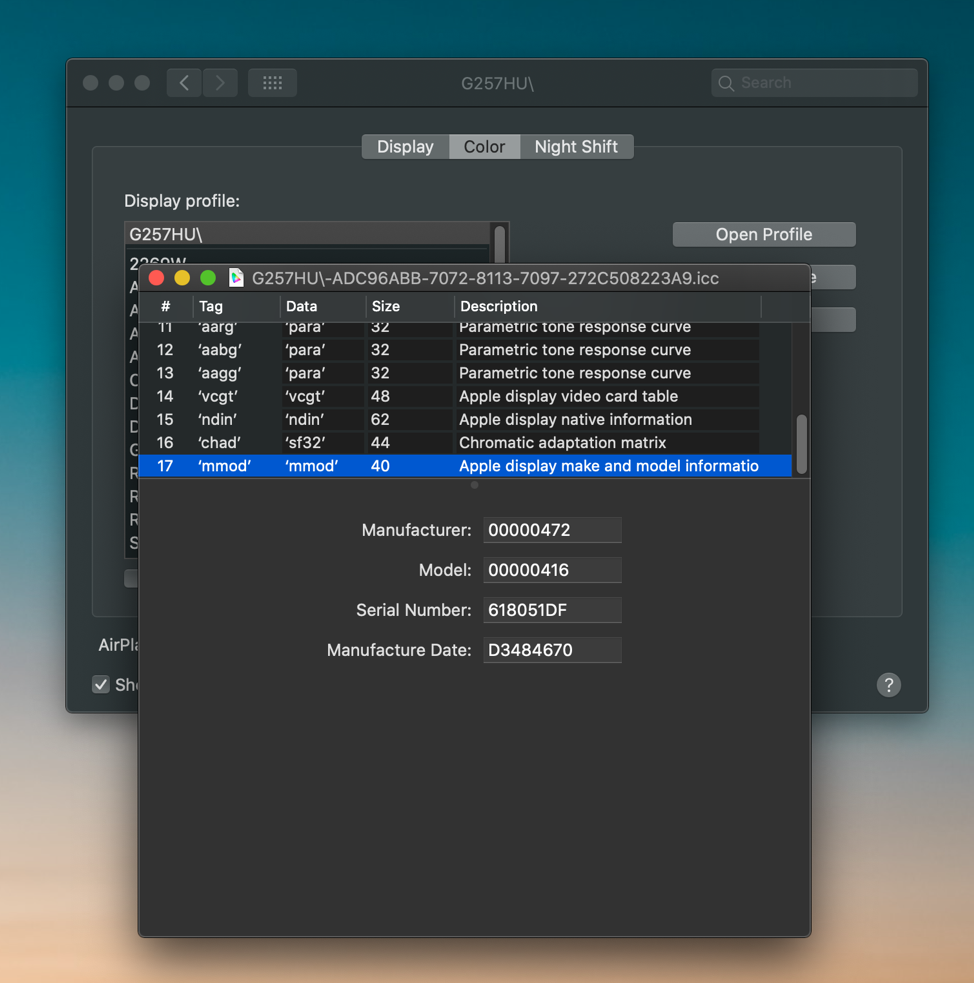 G257HU\
Search
Display Color Night Shift
Display profile:
G257HU\
Open Profile
G257HU\-ADC96ABB-7072-8113-7097-272C508223A9.icc
# Tag Data Size Description
11 ‘aarg’ ‘para’ 32 Parametric tone response curve
12 ‘aabg’ ‘para’ 32 Parametric tone response curve
13 ‘aagg’ ‘para’ 32 Parametric tone response curve
14 ‘vcgt’ ‘vcgt’ 48 Apple display video card table
15 ‘ndin’ ‘ndin’ 62 Apple display native information
16 ‘chad’ ‘sf32’ 44 Chromatic adaptation matrix
17 ‘mmod’ ‘mmod’ 40 Apple display make and model informatio
Manufacturer: 00000472
Model: 00000416
Serial Number: 618051DF
Manufacture Date: D3484670
AirPla
Sho
?